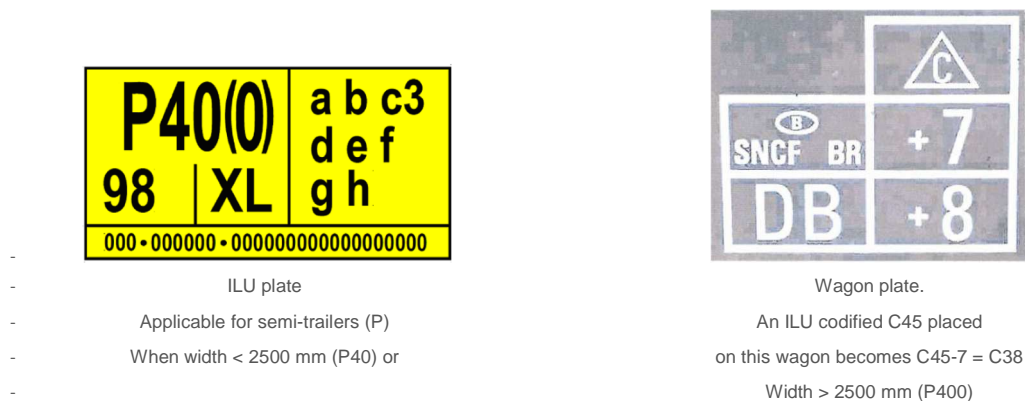 P40(0)
98 XL
a b c3
d e f
g h
000•000000•00000000000000000
C
B
SNCF BR +7
DB +8
-
- ILU plate Wagon plate.
- Applicable for semi-trailers (P) An ILU codified C45 placed
- When width < 2500 mm (P40) or on this wagon becomes C45-7 = C38
- Width > 2500 mm (P400)